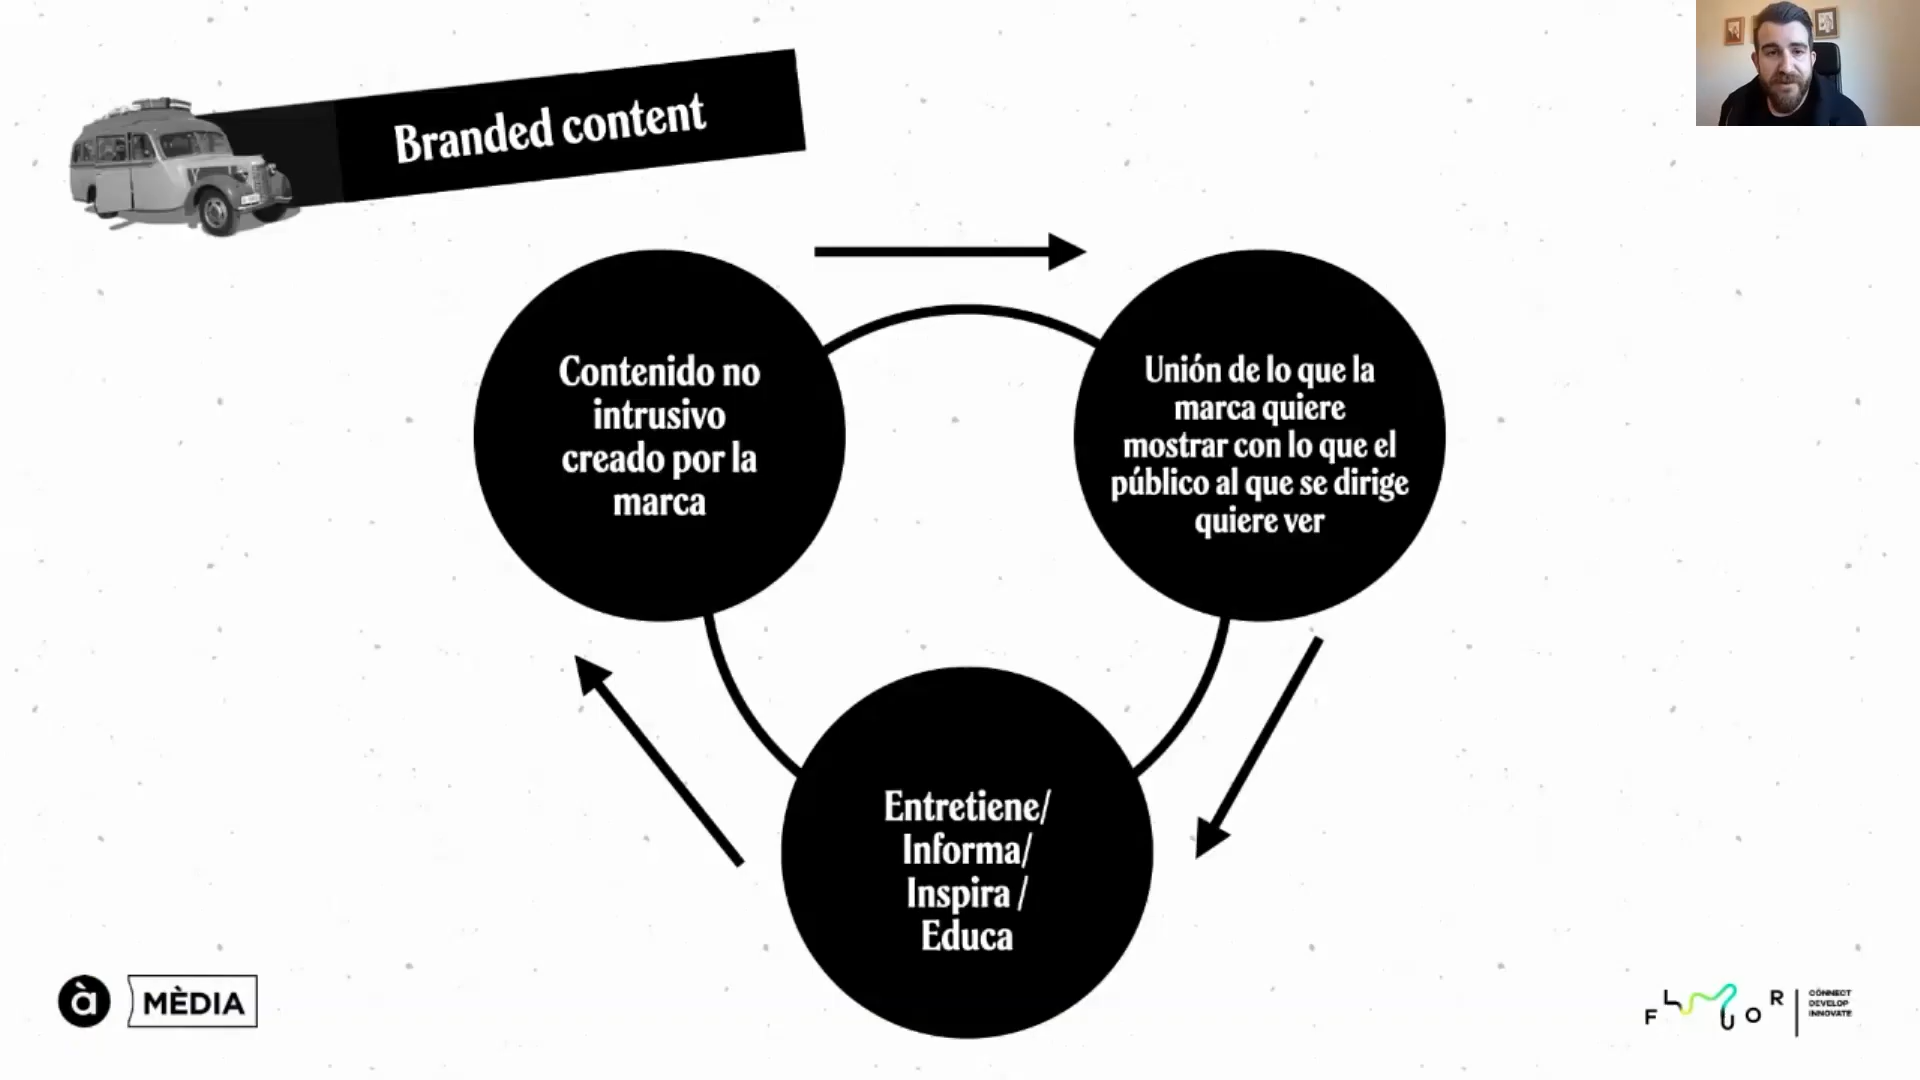 Branded content
Contenido no
intrusivo
creado por la
marca
Unión de lo que la
marca quiere
mostrar con lo que el
público al que se dirige
quiere ver
Entretiene/
Informa/
Inspira /
Educa
à MÈDIA
FLUOR
CONNECT
DEVELOP
INNOVATE